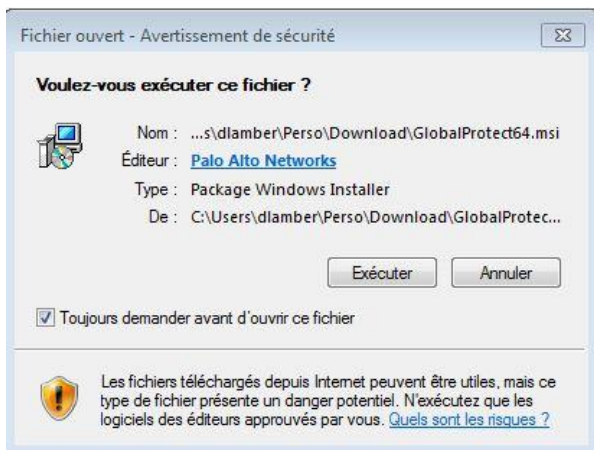 Fichier ouvert - Avertissement de sécurité
Voulez-vous exécuter ce fichier ?
Nom : ...s\dlamber\Perso\Download\GlobalProtect64.msi
Éditeur : Palo Alto Networks
Type : Package Windows Installer
De : C:\Users\dlamber\Perso\Download\GlobalProtec...
Exécuter Annuler
Toujours demander avant d'ouvrir ce fichier
Les fichiers téléchargés depuis Internet peuvent être utiles, mais ce
type de fichier présente un danger potentiel. N'exécutez que les
logiciels des éditeurs approuvés par vous. Quels sont les risques ?